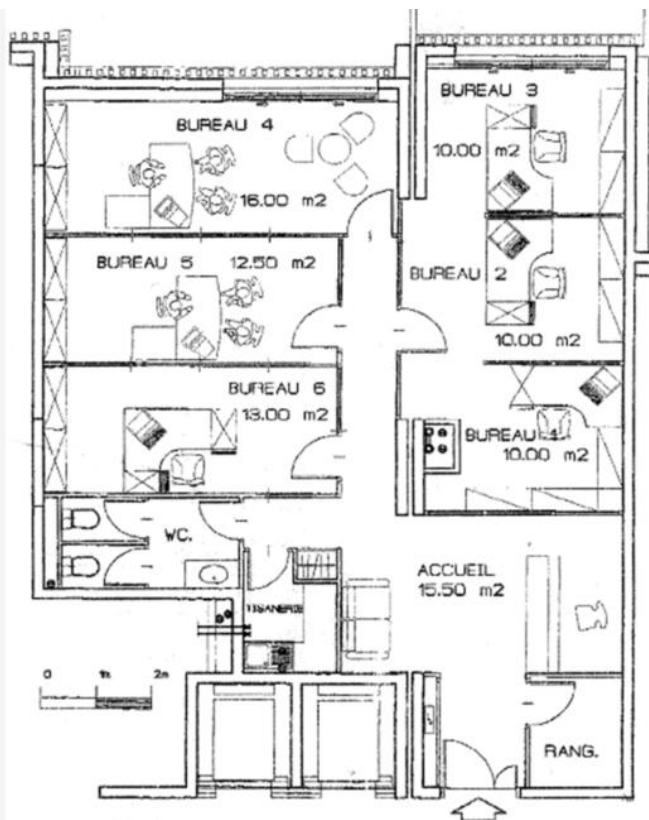 BUREAU 3
10.00 m2
BUREAU 4
16.00 m2
BUREAU 5 12.50 m2
BUREAU 2
10.00 m2
BUREAU 6
13.00 m2
BUREAU 1
10.00 m2
WC.
ACCUEIL
15.50 m2
TISANERIE
0 1m 2m
RANG.